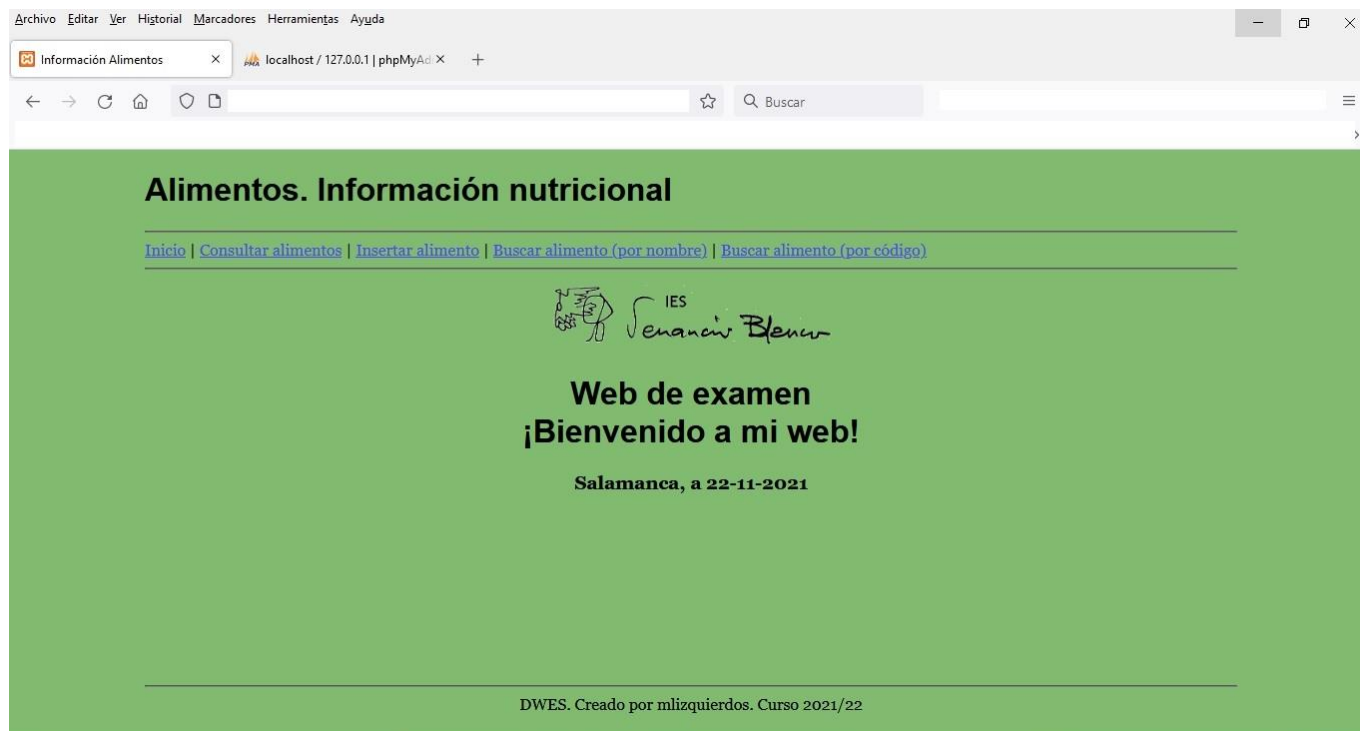 Archivo Editar Ver Historial Marcadores Herramientas Ayuda
Información Alimentos
localhost / 127.0.0.1 | phpMyAd
Buscar
Alimentos. Información nutricional
Inicio | Consultar alimentos | Insertar alimento | Buscar alimento (por nombre) | Buscar alimento (por código)
IES
Venancio Blanco
Web de examen
¡Bienvenido a mi web!
Salamanca, a 22-11-2021
DWES. Creado por mlizquierdos. Curso 2021/22